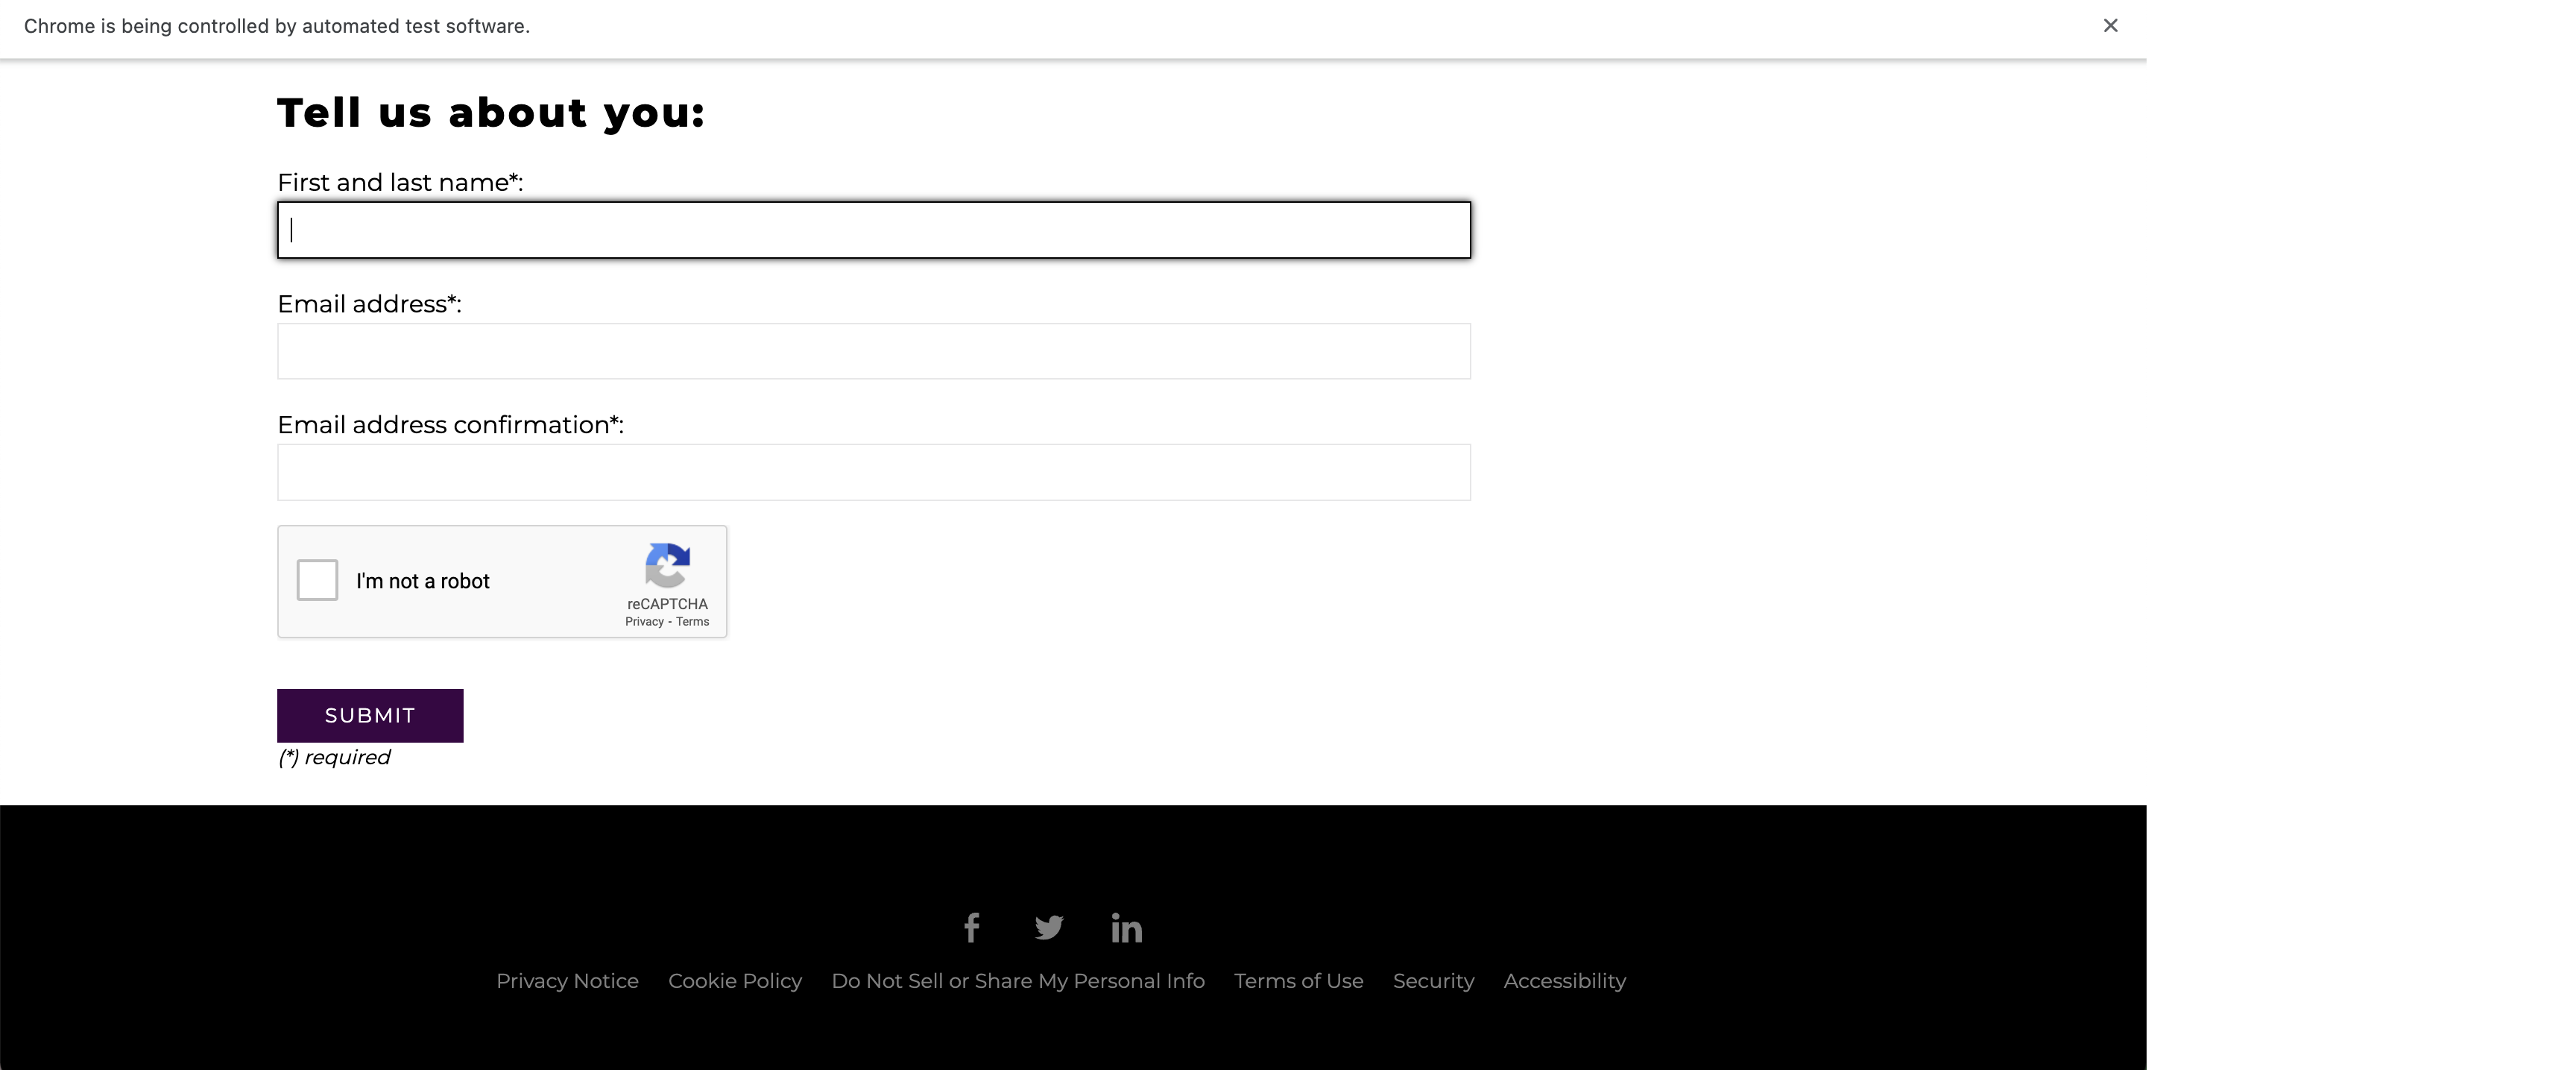 Chrome is being controlled by automated test software.
Tell us about you:
First and last name*:
Email address*:
Email address confirmation*:
I'm not a robot
reCAPTCHA
Privacy - Terms
SUBMIT
(*) required
Privacy Notice Cookie Policy Do Not Sell or Share My Personal Info Terms of Use Security Accessibility